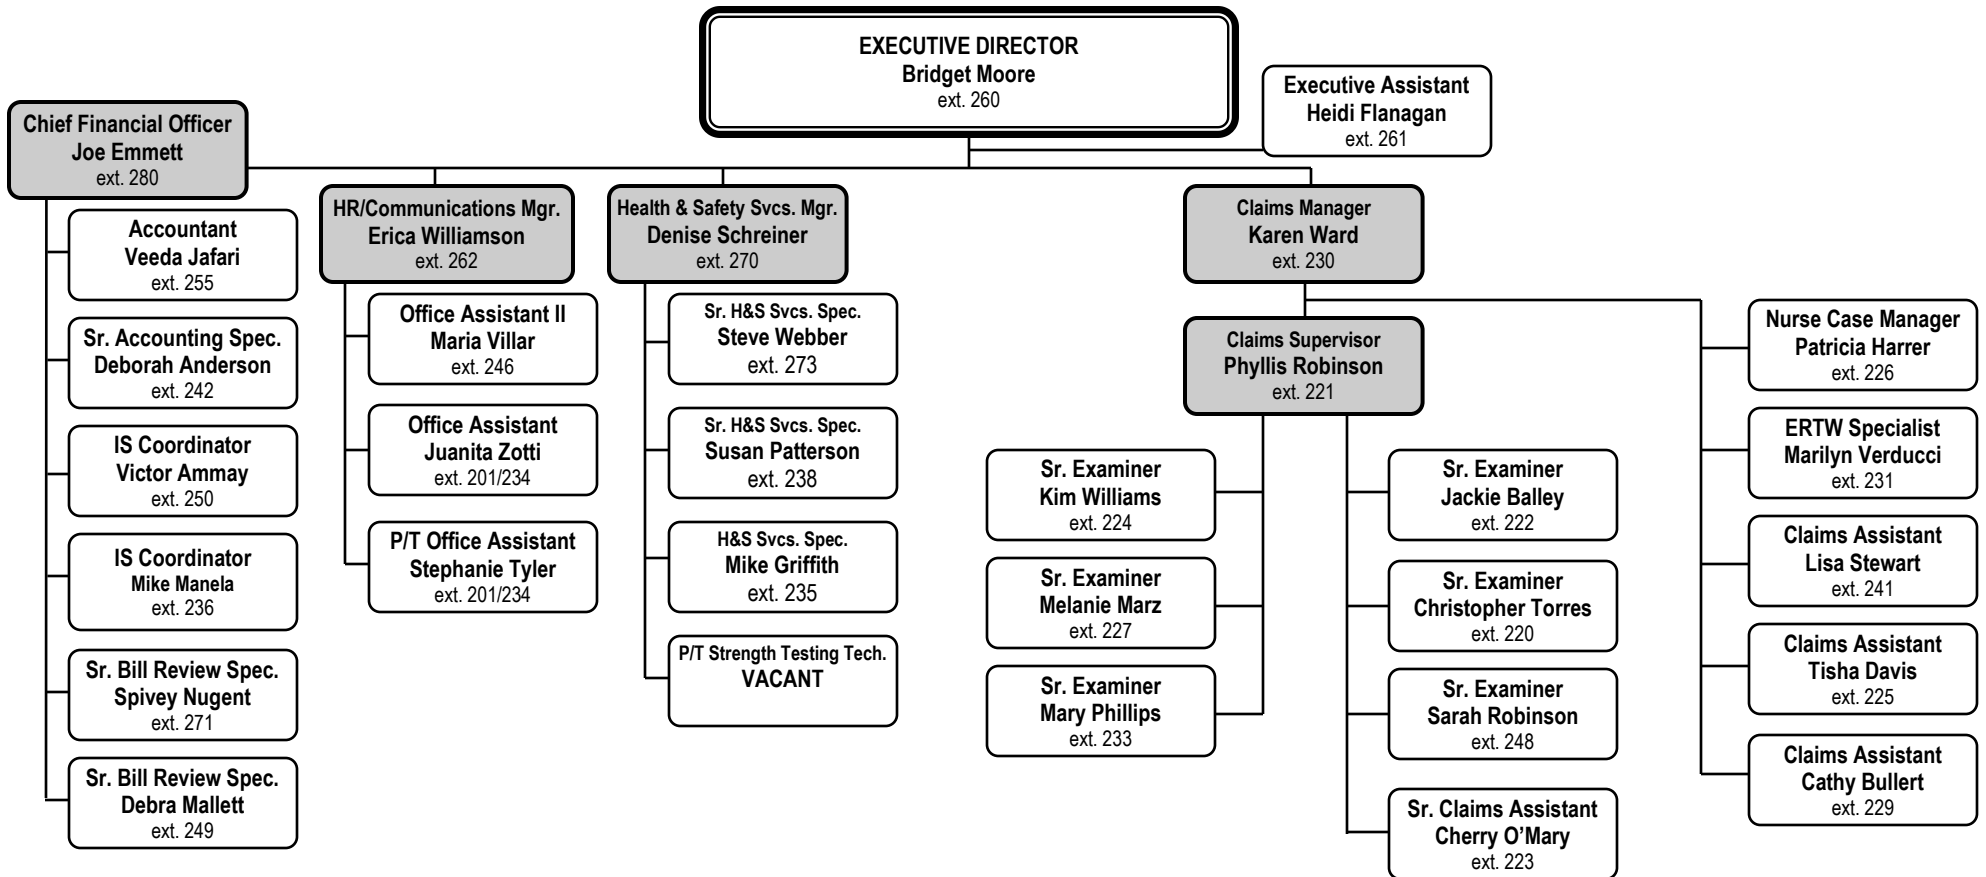 EXECUTIVE DIRECTOR
Bridget Moore
ext. 260
Executive Assistant
Heidi Flanagan
ext. 261
Chief Financial Officer
Joe Emmett
ext. 280
Accountant
Veeda Jafari
ext. 255
Sr. Accounting Spec.
Deborah Anderson
ext. 242
IS Coordinator
Victor Ammay
ext. 250
IS Coordinator
Mike Manela
ext. 236
Sr. Bill Review Spec.
Spivey Nugent
ext. 271
Sr. Bill Review Spec.
Debra Mallett
ext. 249
HR/Communications Mgr.
Erica Williamson
ext. 262
Office Assistant II
Maria Villar
ext. 246
Office Assistant
Juanita Zotti
ext. 201/234
P/T Office Assistant
Stephanie Tyler
ext. 201/234
Health & Safety Svcs. Mgr.
Denise Schreiner
ext. 270
Sr. H&S Svcs. Spec.
Steve Webber
ext. 273
Sr. H&S Svcs. Spec.
Susan Patterson
ext. 238
H&S Svcs. Spec.
Mike Griffith
ext. 235
P/T Strength Testing Tech.
VACANT
Claims Manager
Karen Ward
ext. 230
Claims Supervisor
Phyllis Robinson
ext. 221
Sr. Examiner
Kim Williams
ext. 224
Sr. Examiner
Melanie Marz
ext. 227
Sr. Examiner
Mary Phillips
ext. 233
Sr. Examiner
Jackie Balley
ext. 222
Sr. Examiner
Christopher Torres
ext. 220
Sr. Examiner
Sarah Robinson
ext. 248
Sr. Claims Assistant
Cherry O’Mary
ext. 223
Nurse Case Manager
Patricia Harrer
ext. 226
ERTW Specialist
Marilyn Verducci
ext. 231
Claims Assistant
Lisa Stewart
ext. 241
Claims Assistant
Tisha Davis
ext. 225
Claims Assistant
Cathy Bullert
ext. 229